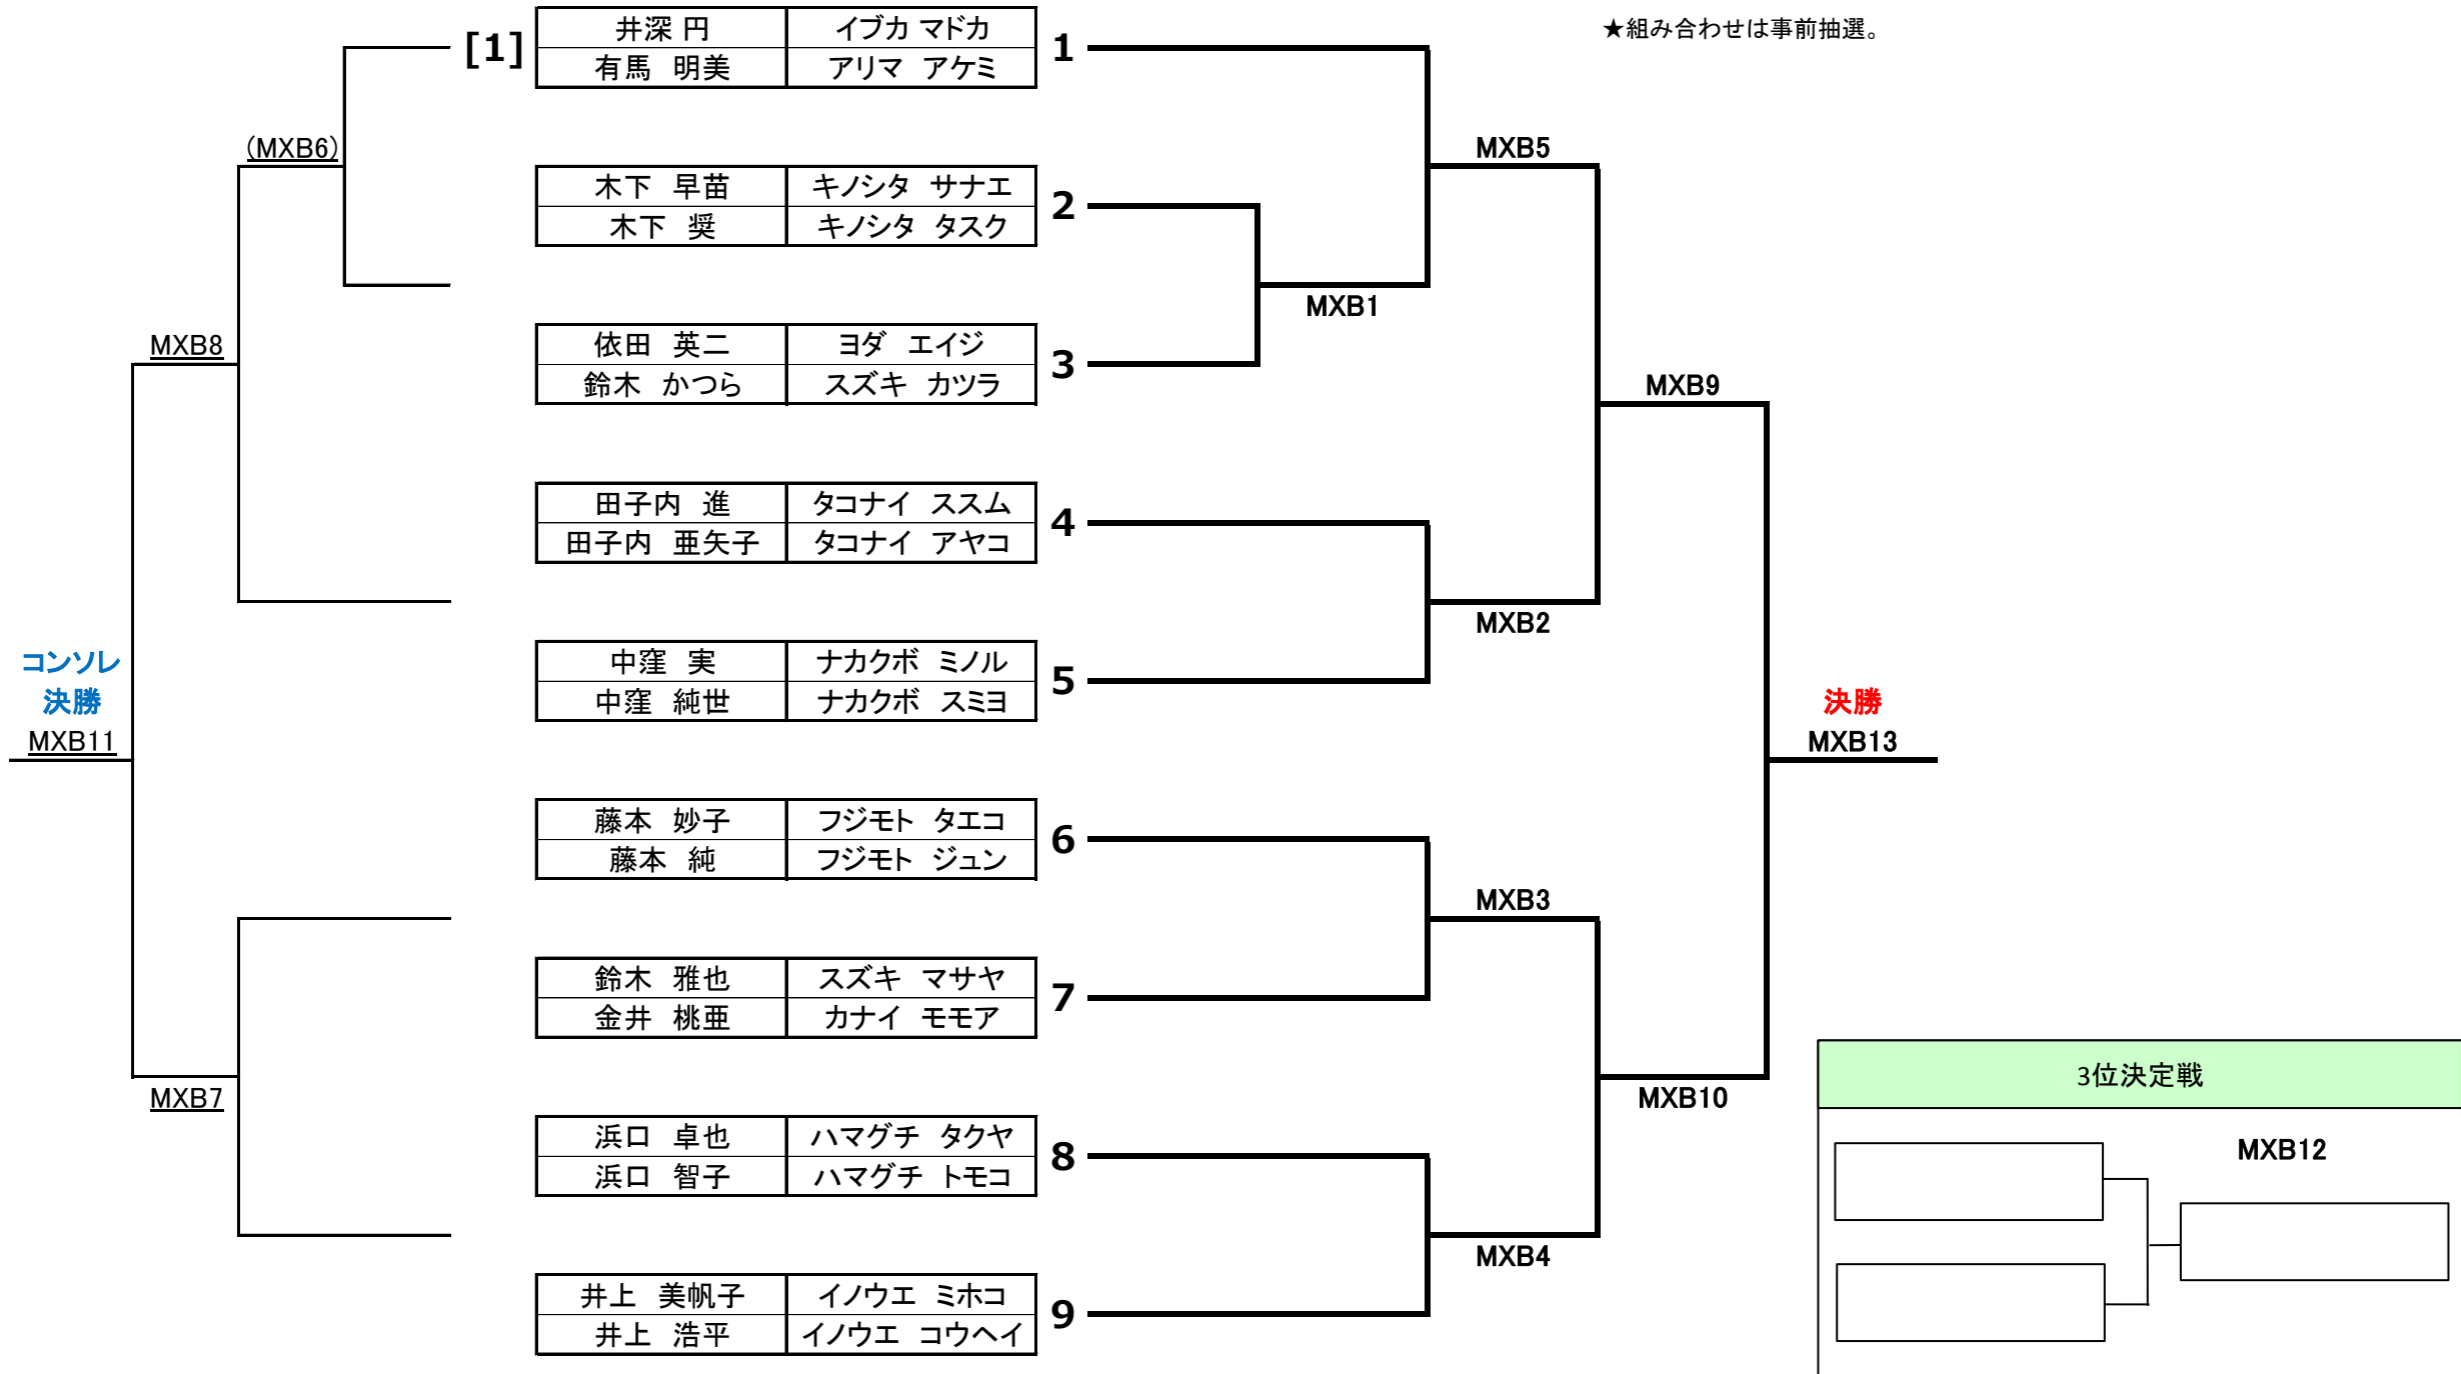 ★組み合わせは事前抽選。
[1] 井深 円 イブカ マドカ 1
有馬 明美 アリマ アケミ
(MXB6)
MXB5
木下 早苗 キノシタ サナエ 2
木下 奨 キノシタ タスク
MXB1
MXB8
依田 英二 ヨダ エイジ 3
鈴木 かつら スズキ カツラ
MXB9
田子内 進 タコナイ ススム 4
田子内 亜矢子 タコナイ アヤコ
MXB2
中窪 実 ナカクボ ミノル 5
中窪 純世 ナカクボ スミヨ
コンソレ
決勝
MXB11
決勝
MXB13
藤本 妙子 フジモト タエコ 6
藤本 純 フジモト ジュン
MXB3
鈴木 雅也 スズキ マサヤ 7
金井 桃亜 カナイ モモア
MXB7
MXB10
3位決定戦
MXB12
浜口 卓也 ハマグチ タクヤ 8
浜口 智子 ハマグチ トモコ
MXB4
井上 美帆子 イノウエ ミホコ 9
井上 浩平 イノウエ コウヘイ